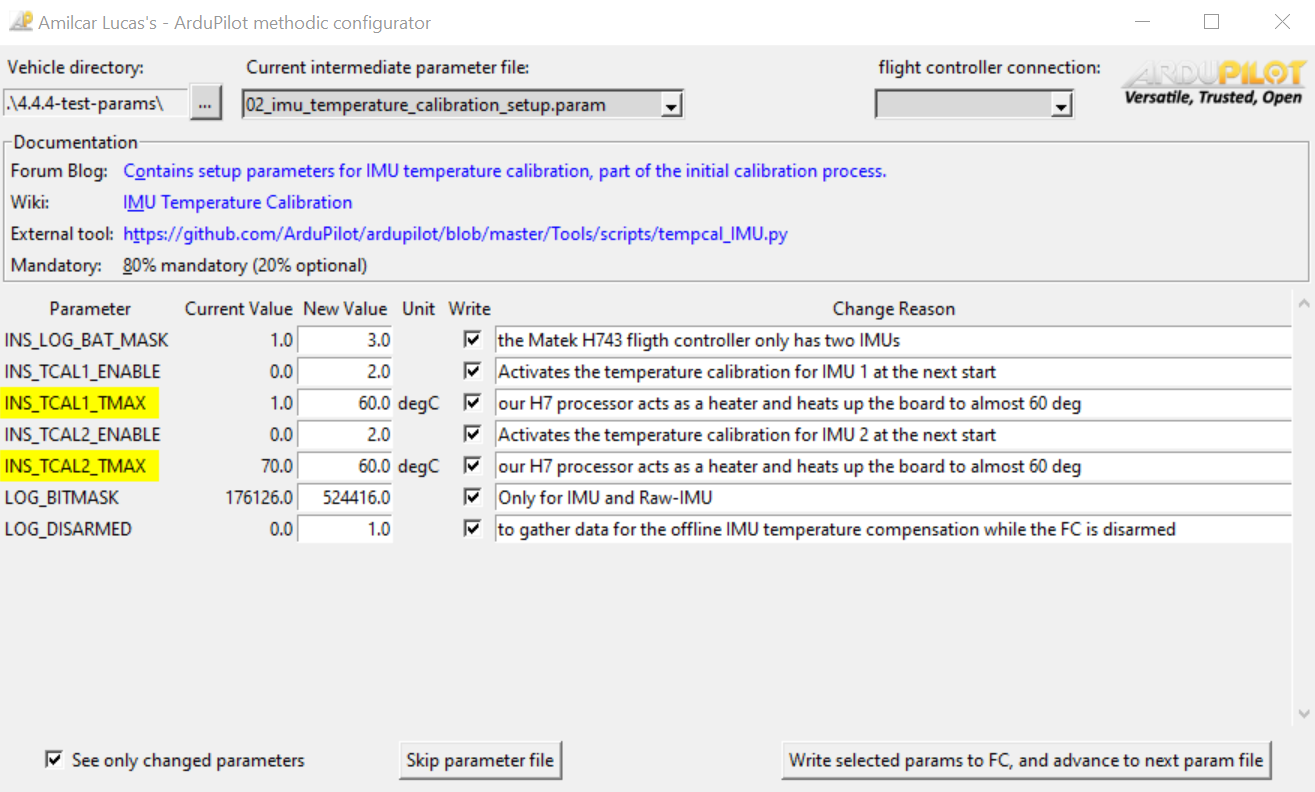 Amilcar Lucas's - ArduPilot methodic configurator
Vehicle directory: Current intermediate parameter file: flight controller connection:
ARDUPILOT
Versatile, Trusted, Open
.\4.4.4-test-params\ ... 02_imu_temperature_calibration_setup.param
Documentation
Forum Blog: Contains setup parameters for IMU temperature calibration, part of the initial calibration process.
Wiki: IMU Temperature Calibration
External tool: https://github.com/ArduPilot/ardupilot/blob/master/Tools/scripts/tempcal_IMU.py
Mandatory: 80% mandatory (20% optional)
Parameter Current Value New Value Unit Write Change Reason
INS_LOG_BAT_MASK 1.0 3.0 the Matek H743 fligth controller only has two IMUs
INS_TCAL1_ENABLE 0.0 2.0 Activates the temperature calibration for IMU 1 at the next start
INS_TCAL1_TMAX 1.0 60.0 degC our H7 processor acts as a heater and heats up the board to almost 60 deg
INS_TCAL2_ENABLE 0.0 2.0 Activates the temperature calibration for IMU 2 at the next start
INS_TCAL2_TMAX 70.0 60.0 degC our H7 processor acts as a heater and heats up the board to almost 60 deg
LOG_BITMASK 176126.0 524416.0 Only for IMU and Raw-IMU
LOG_DISARMED 0.0 1.0 to gather data for the offline IMU temperature compensation while the FC is disarmed
See only changed parameters Skip parameter file Write selected params to FC, and advance to next param file